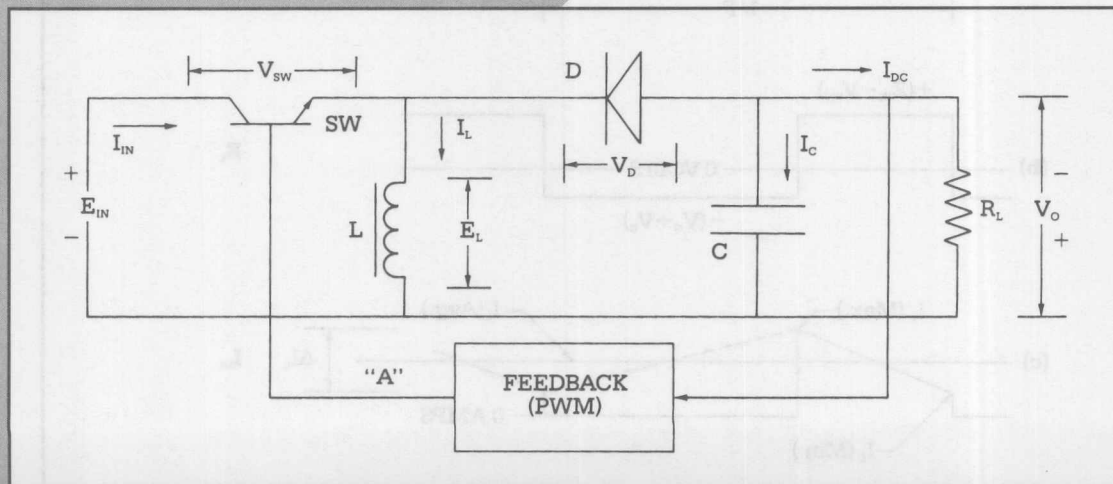 V_SW
D
I_DC
I_IN
SW
I_L
I_C
+
E_IN
−
L
E_L
V_D
C
R_L
−
V_O
+
“A”
FEEDBACK
(PWM)